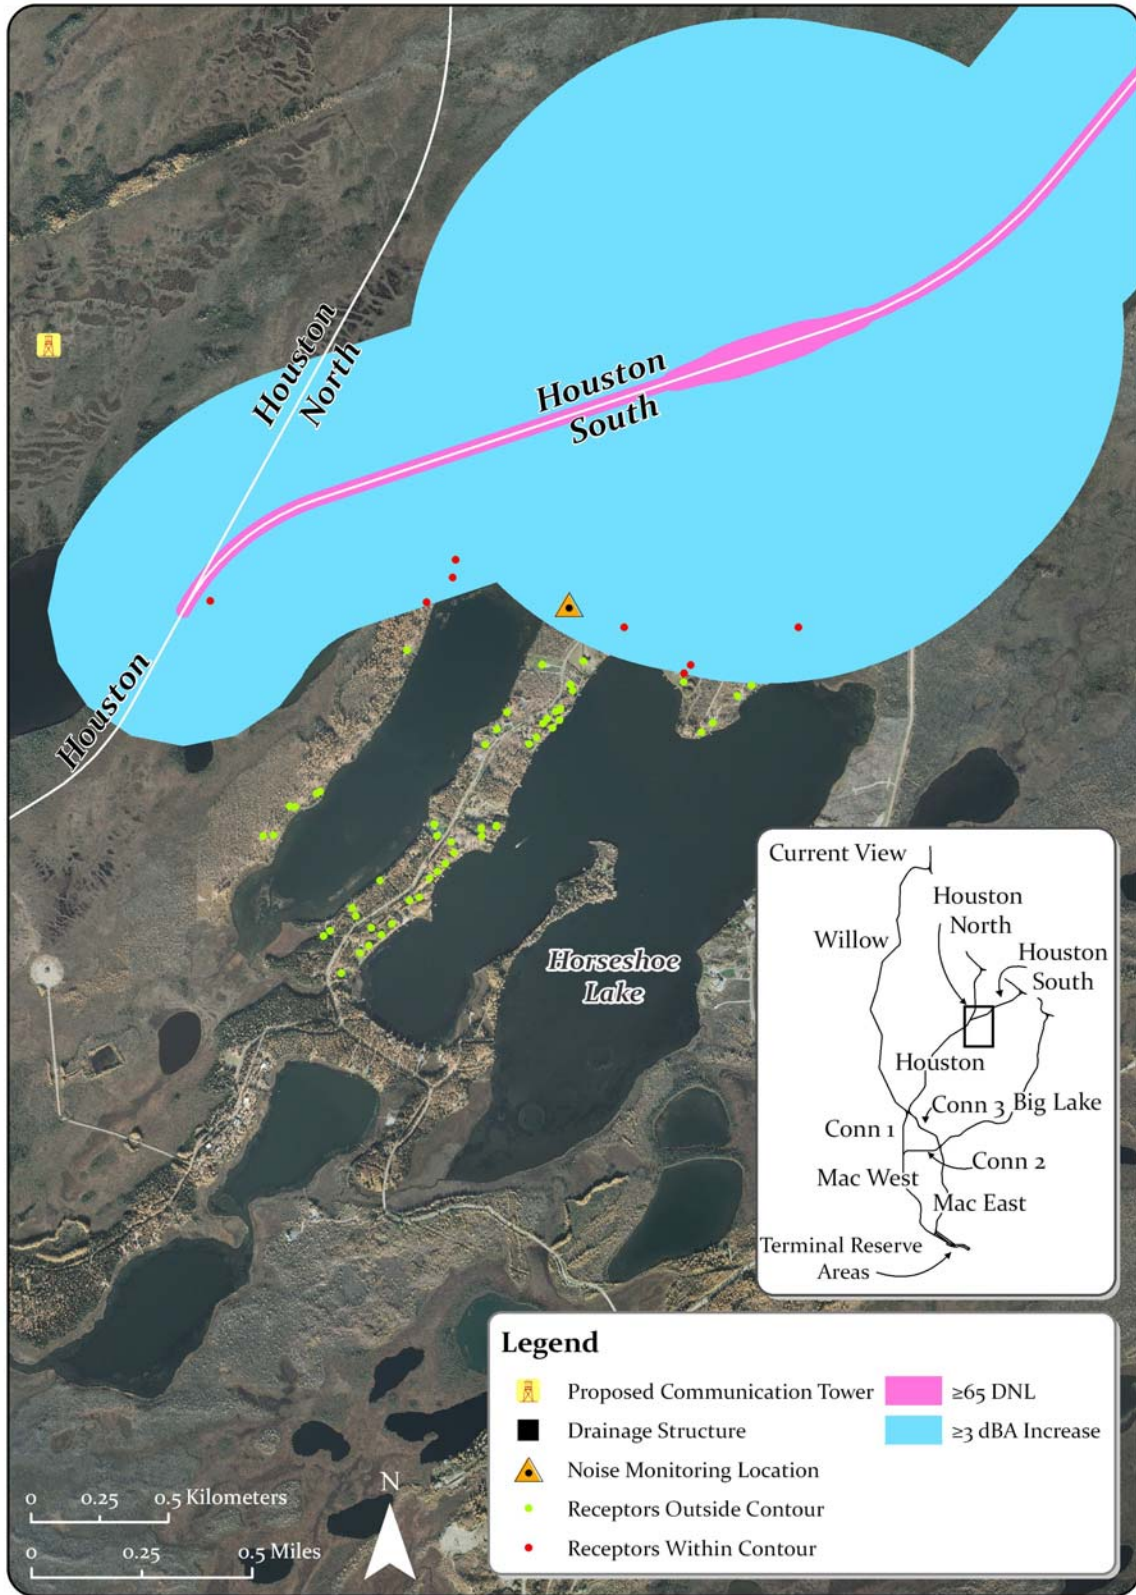 Houston
North
Houston
South
Houston
Horseshoe
Lake
Current View
Houston
North
Willow
Houston
South
Houston
Conn 3
Big Lake
Conn 1
Conn 2
Mac West
Mac East
Terminal Reserve
Areas
Legend
Proposed Communication Tower
≥65 DNL
Drainage Structure
≥3 dBA Increase
Noise Monitoring Location
Receptors Outside Contour
Receptors Within Contour
N
0 0.25 0.5 Kilometers
0 0.25 0.5 Miles